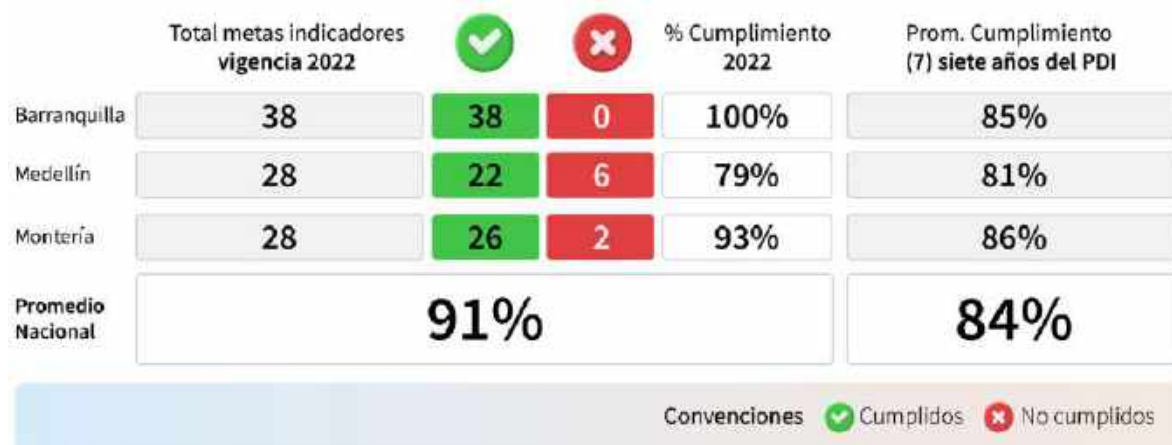 Total metas indicadores
vigencia 2022
% Cumplimiento
2022
Prom. Cumplimiento
(7) siete años del PDI
Barranquilla 38 38 0 100% 85%
Medellín 28 22 6 79% 81%
Montería 28 26 2 93% 86%
Promedio
Nacional
91% 84%
Convenciones Cumplidos No cumplidos